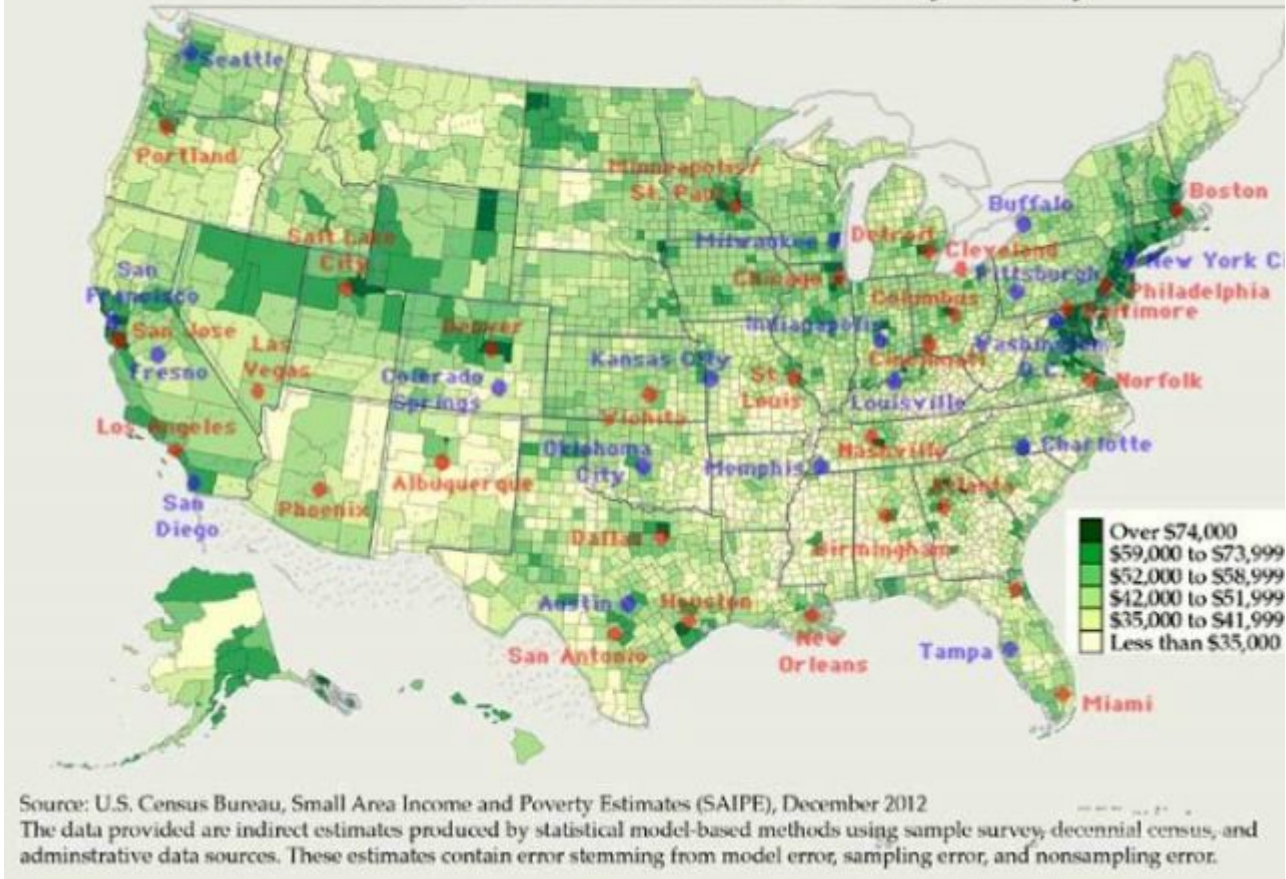 Seattle
Portland
Minneapolis/
St. Paul
Boston
Buffalo
Milwaukee
Detroit
Cleveland
Salt Lake
City
New York Ci
Pittsburgh
San
Francisco
Chicago
Columbus
Philadelphia
Baltimore
San Jose
Denver
Indianapolis
Las
Vegas
Kansas City
Cincinnati
Washington
D.C.
Fresno
Colorado
Springs
St.
Louis
Norfolk
Louisville
Wichita
Los Angeles
Oklahoma
City
Memphis
Nashville
Charlotte
Albuquerque
San
Diego
Phoenix
Atlanta
Dallas
Birmingham
Over $74,000
$59,000 to $73,999
$52,000 to $58,999
$42,000 to $51,999
$35,000 to $41,999
Less than $35,000
Austin
Houston
San Antonio
New
Orleans
Tampa
Miami
Source: U.S. Census Bureau, Small Area Income and Poverty Estimates (SAIPE), December 2012
The data provided are indirect estimates produced by statistical model-based methods using sample survey, decennial census, and
adminstrative data sources. These estimates contain error stemming from model error, sampling error, and nonsampling error.